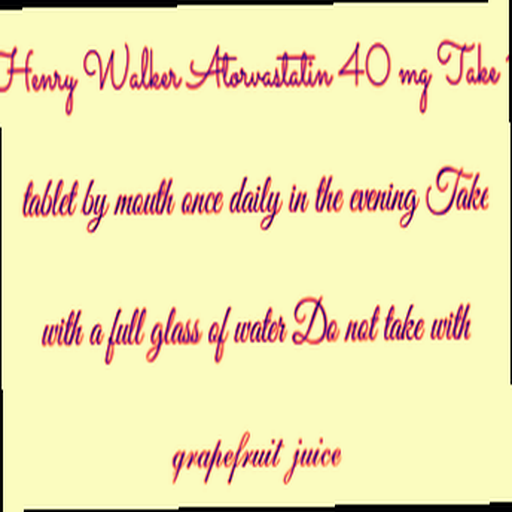 Henry Walker Atorvastatin 40 mg Take
tablet by mouth once daily in the evening Take
with a full glass of water Do not take with
grapefruit juice